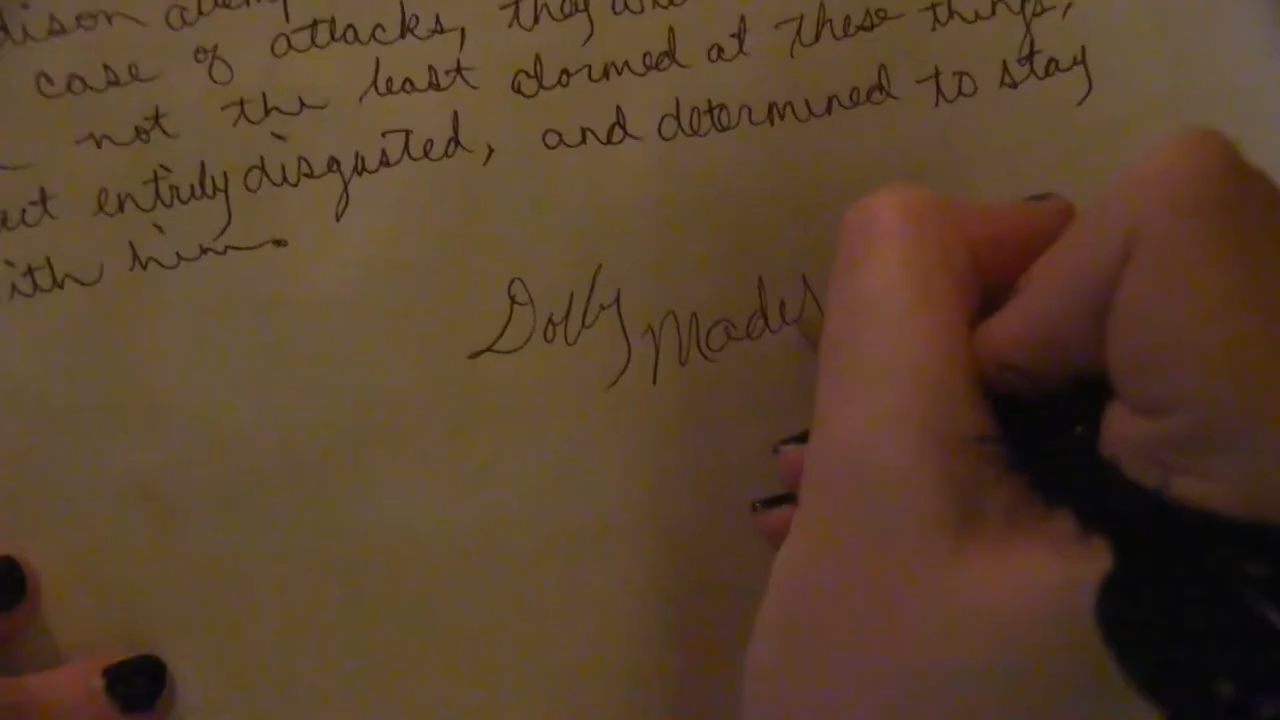 case of attacks, they
not the least alarmed at these things,
entirely disgusted, and determined to stay
with him.
Dolly Madis